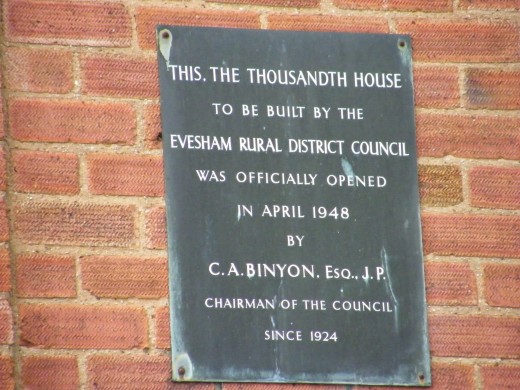 THIS, THE THOUSANDTH HOUSE
TO BE BUILT BY THE
EVESHAM RURAL DISTRICT COUNCIL
WAS OFFICIALLY OPENED
IN APRIL 1948
BY
C.A.BINYON, ESQ., J.P.
CHAIRMAN OF THE COUNCIL
SINCE 1924